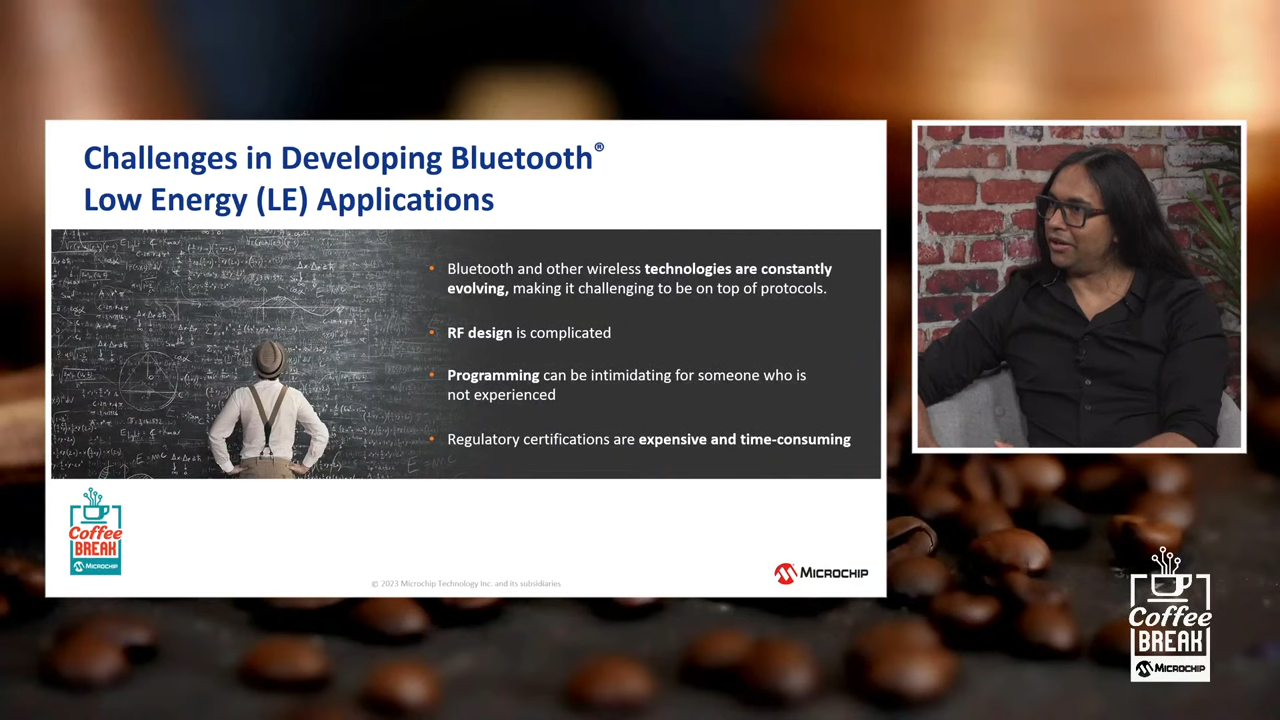 Challenges in Developing Bluetooth®
Low Energy (LE) Applications
• Bluetooth and other wireless technologies are constantly
evolving, making it challenging to be on top of protocols.
• RF design is complicated
• Programming can be intimidating for someone who is
not experienced
• Regulatory certifications are expensive and time-consuming
Coffee
BREAK
MICROCHIP
© 2023 Microchip Technology Inc. and its subsidiaries
MICROCHIP
Coffee
BREAK
MICROCHIP